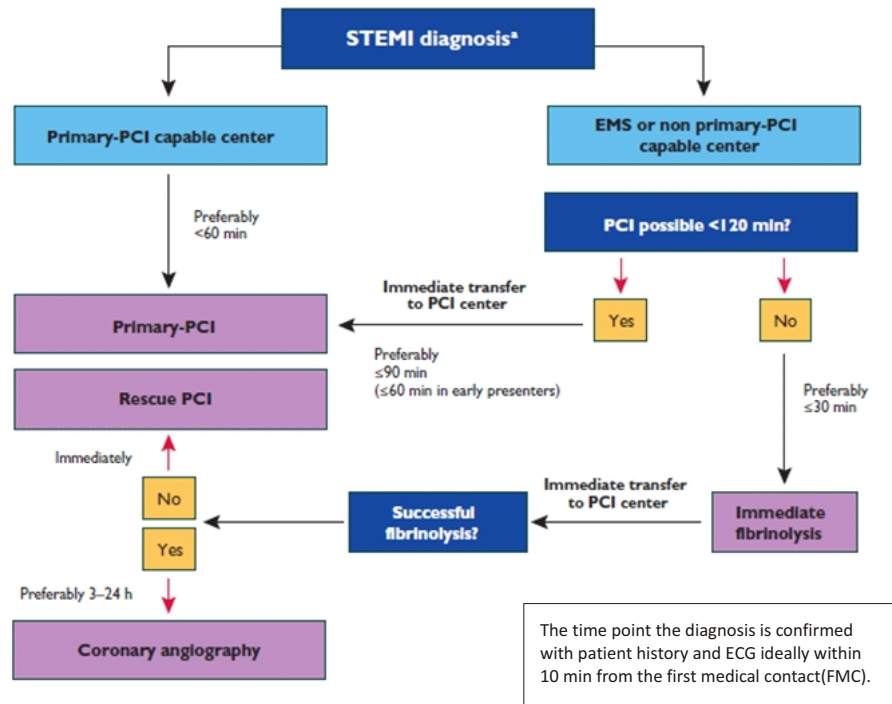 STEMI diagnosisª
Primary-PCI capable center
EMS or non primary-PCI
capable center
Preferably
<60 min
PCI possible <120 min?
Immediate transfer
to PCI center
Yes
No
Primary-PCI
Preferably
≤90 min
(≤60 min in early presenters)
Preferably
≤30 min
Rescue PCI
Immediately
No
Yes
Successful
fibrinolysis?
Immediate transfer
to PCI center
Immediate
fibrinolysis
Preferably 3–24 h
Coronary angiography
The time point the diagnosis is confirmed
with patient history and ECG ideally within
10 min from the first medical contact(FMC).